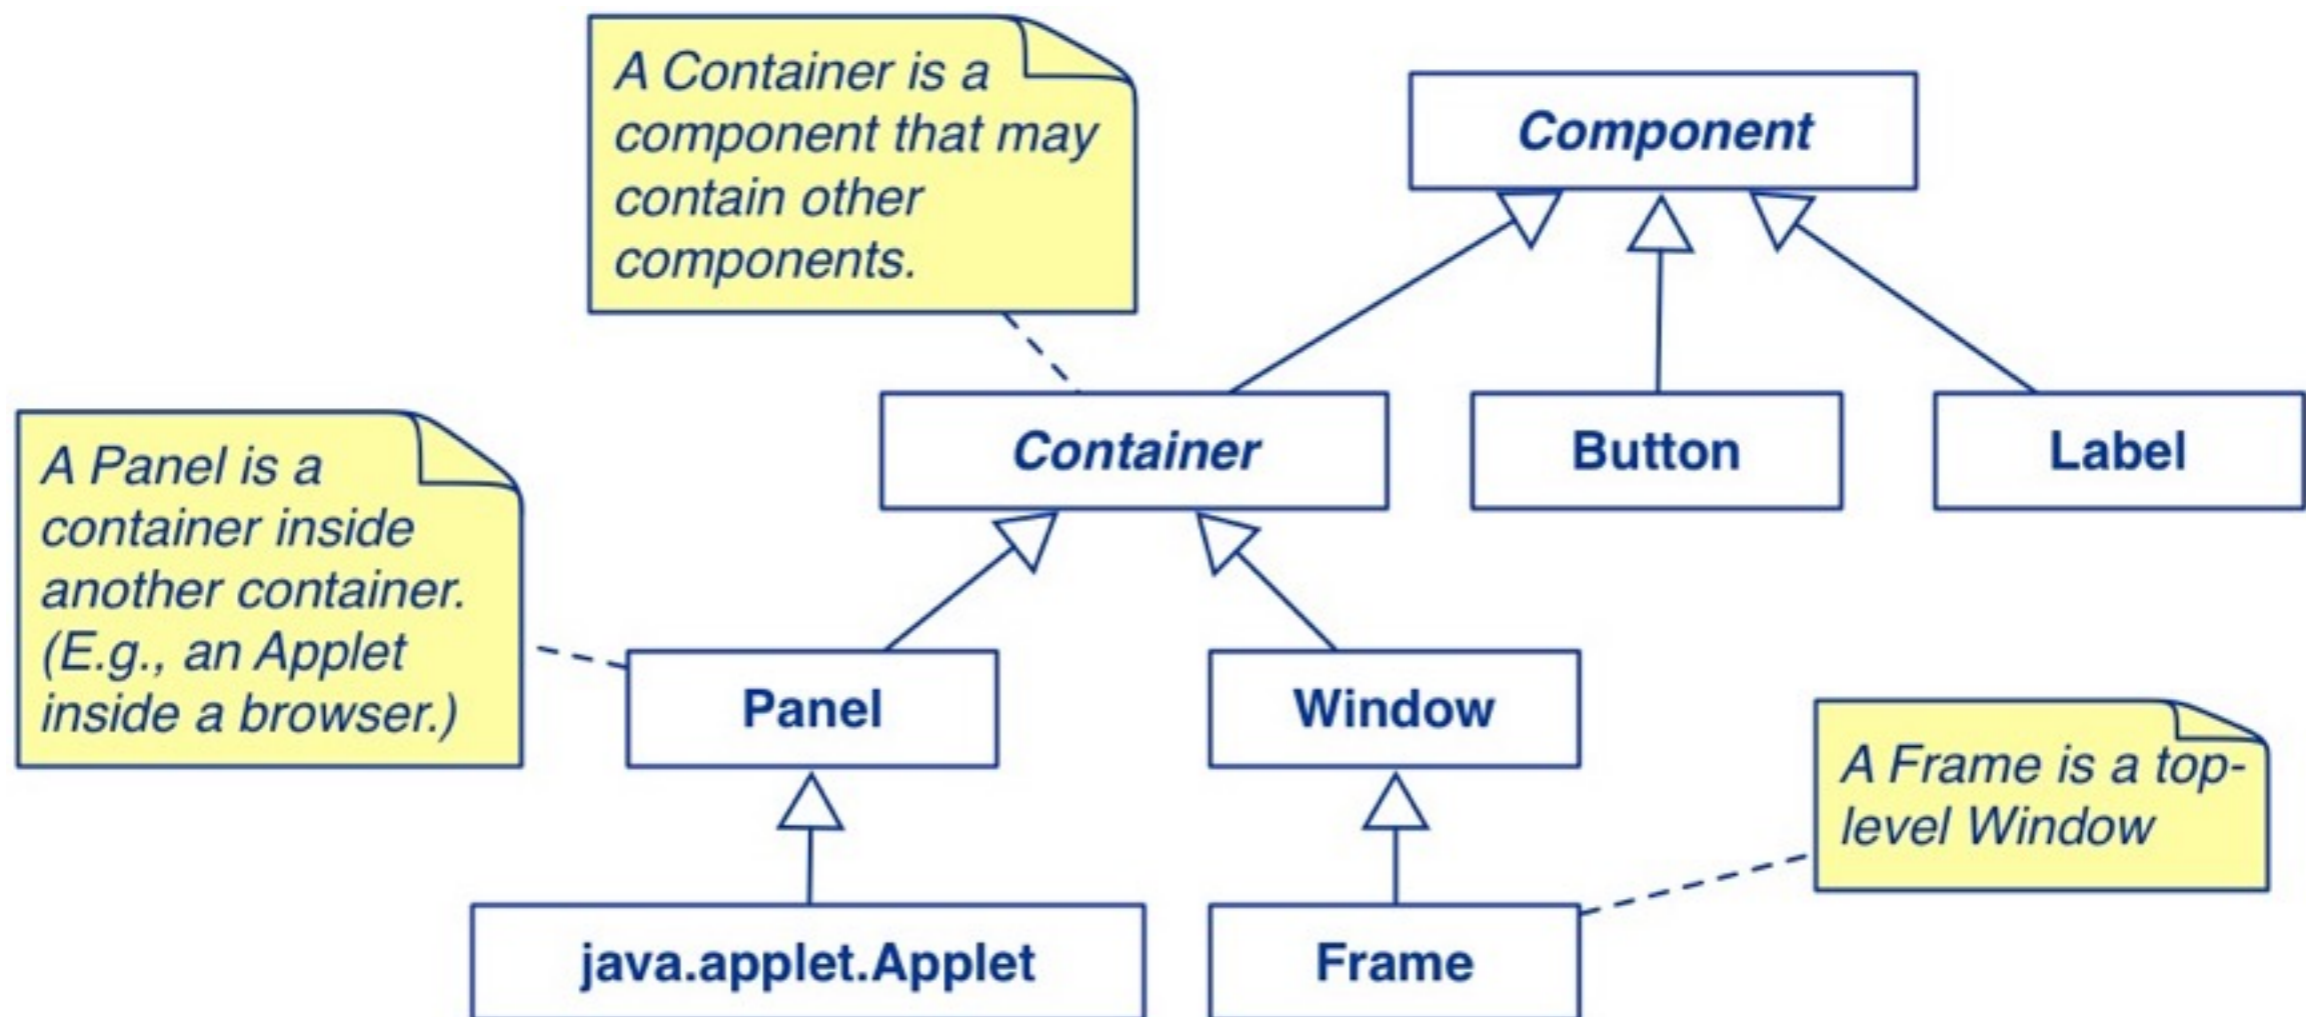 A Container is a
component that may
contain other
components.
Component
Container
Button
Label
A Panel is a
container inside
another container.
(E.g., an Applet
inside a browser.)
Panel
Window
A Frame is a top-
level Window
java.applet.Applet
Frame